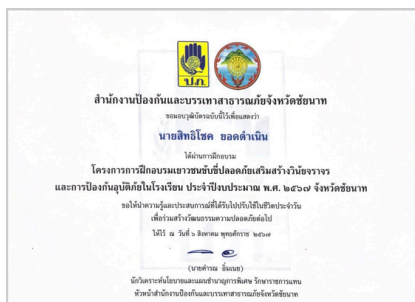 ปภ.
สำนักงานป้องกันและบรรเทาสาธารณภัยจังหวัดชัยนาท
ขอมอบวุฒิบัตรฉบับนี้ไว้เพื่อแสดงว่า
นายสิทธิโชค ยอดดำเนิน
ได้ผ่านการฝึกอบรม
โครงการการฝึกอบรมเยาวชนขับขี่ปลอดภัยเสริมสร้างวินัยจราจร
และการป้องกันอุบัติภัยในโรงเรียน ประจำปีงบประมาณ พ.ศ. ๒๕๖๗ จังหวัดชัยนาท
ขอให้นำความรู้และประสบการณ์ที่ได้รับไปปรับใช้ในชีวิตประจำวัน
เพื่อร่วมสร้างวัฒนธรรมความปลอดภัยต่อไป
ให้ไว้ ณ วันที่ ๖ สิงหาคม พุทธศักราช ๒๕๖๗
(นายคำรณ อิ่มเนย)
นักวิเคราะห์นโยบายและแผนชำนาญการพิเศษ รักษาราชการแทน
หัวหน้าสำนักงานป้องกันและบรรเทาสาธารณภัยจังหวัดชัยนาท